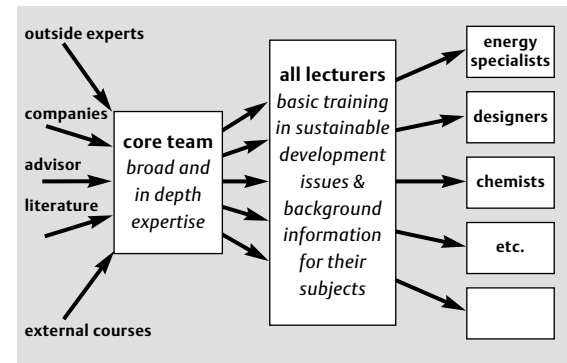 outside experts
companies
advisor
literature
external courses
core team
broad and
in depth
expertise
all lecturers
basic training
in sustainable
development
issues &
background
information
for their
subjects
energy
specialists
designers
chemists
etc.